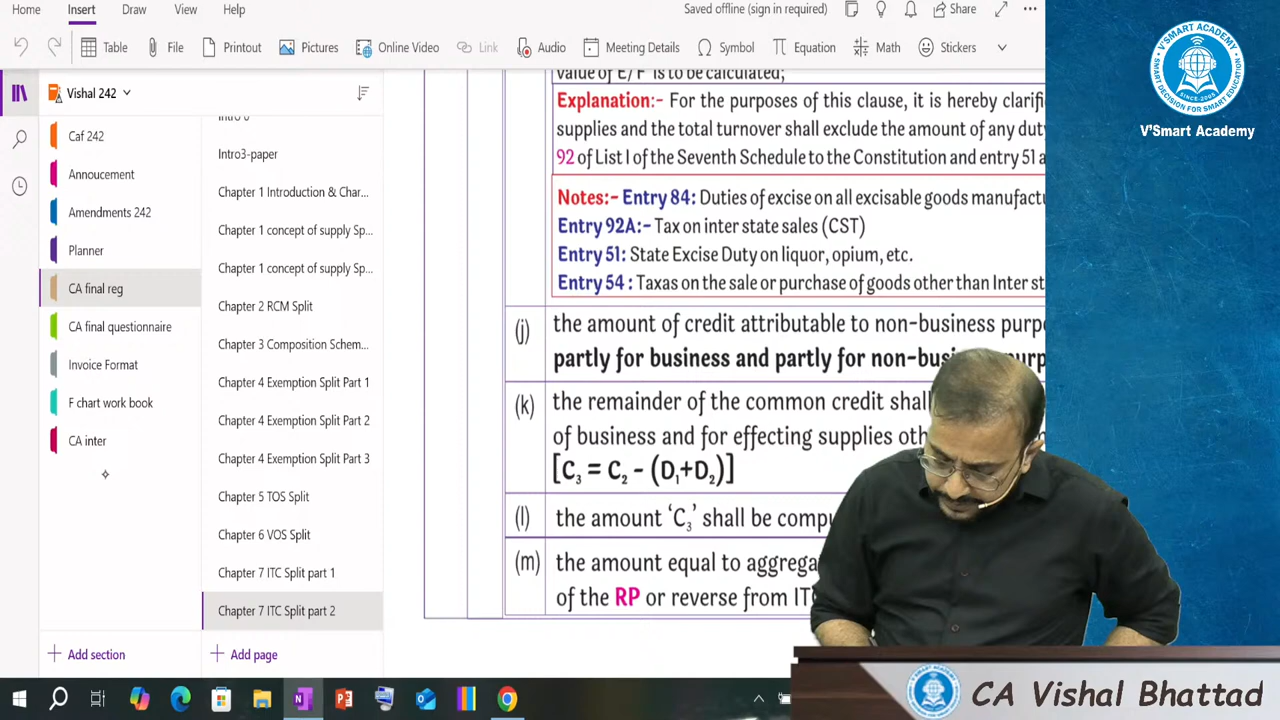 Home Insert Draw View Help
Saved offline (sign in required) Share
Table File Printout Pictures Online Video Link Audio Meeting Details Symbol Equation Math Stickers
Vishal 242
Caf 242
Annoucement
Amendments 242
Planner
CA final reg
CA final questionnaire
Invoice Format
F chart work book
CA inter
Add section
Intro3-paper
Chapter 1 Introduction & Char...
Chapter 1 concept of supply Sp...
Chapter 1 concept of supply Sp...
Chapter 2 RCM Split
Chapter 3 Composition Schem...
Chapter 4 Exemption Split Part 1
Chapter 4 Exemption Split Part 2
Chapter 4 Exemption Split Part 3
Chapter 5 TOS Split
Chapter 6 VOS Split
Chapter 7 ITC Split part 1
Chapter 7 ITC Split part 2
Add page
value of E/F is to be calculated;
Explanation:- For the purposes of this clause, it is hereby clarifi
supplies and the total turnover shall exclude the amount of any duty
92 of List I of the Seventh Schedule to the Constitution and entry 51 a
Notes:- Entry 84: Duties of excise on all excisable goods manufactu
Entry 92A:- Tax on inter state sales (CST)
Entry 51: State Excise Duty on liquor, opium, etc.
Entry 54 : Taxas on the sale or purchase of goods other than Inter st
(j) the amount of credit attributable to non-business purpo
partly for business and partly for non-busi
(k) the remainder of the common credit shall
of business and for effecting supplies oth
[C₃ = C₂ - (D₁+D₂)]
(l) the amount ‘C₃’ shall be compu
(m) the amount equal to aggrega
of the RP or reverse from IT
V'SMART ACADEMY
SMART DECISION FOR SMART EDUCATION
SINCE-2005
V'Smart Academy
CA Vishal Bhattad